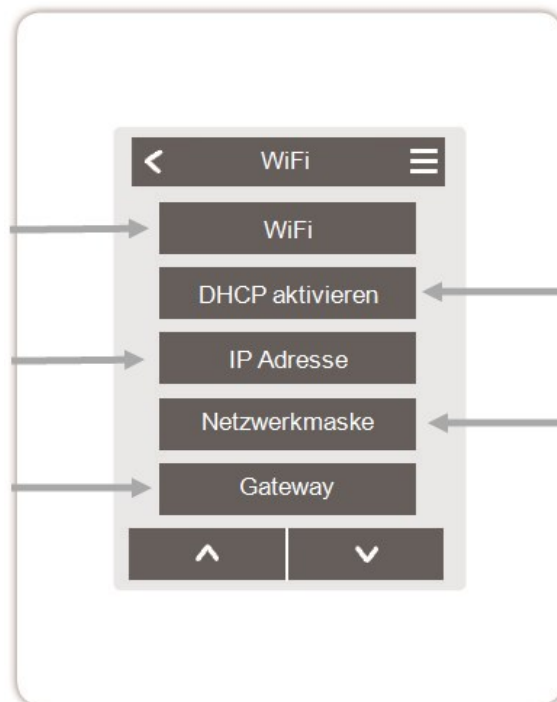 WiFi
WiFi
DHCP aktivieren
IP Adresse
Netzwerkmaske
Gateway